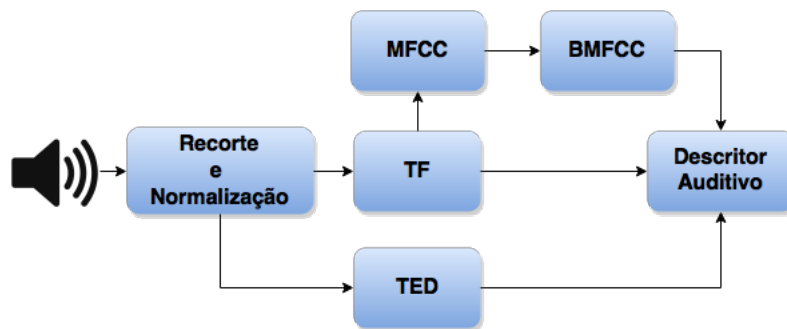 MFCC
BMFCC
Recorte
e
Normalização
TF
Descritor
Auditivo
TED